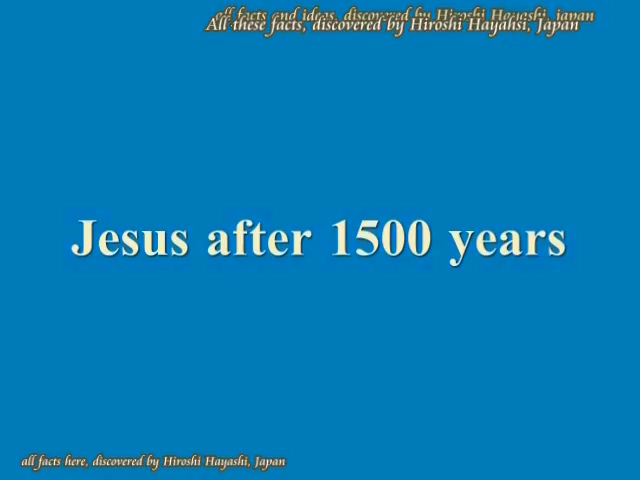 all facts and ideas, discovered by Hiroshi Hayashi, japan
All these facts, discovered by Hiroshi Hayahsi, Japan
Jesus after 1500 years
all facts here, discovered by Hiroshi Hayashi, Japan